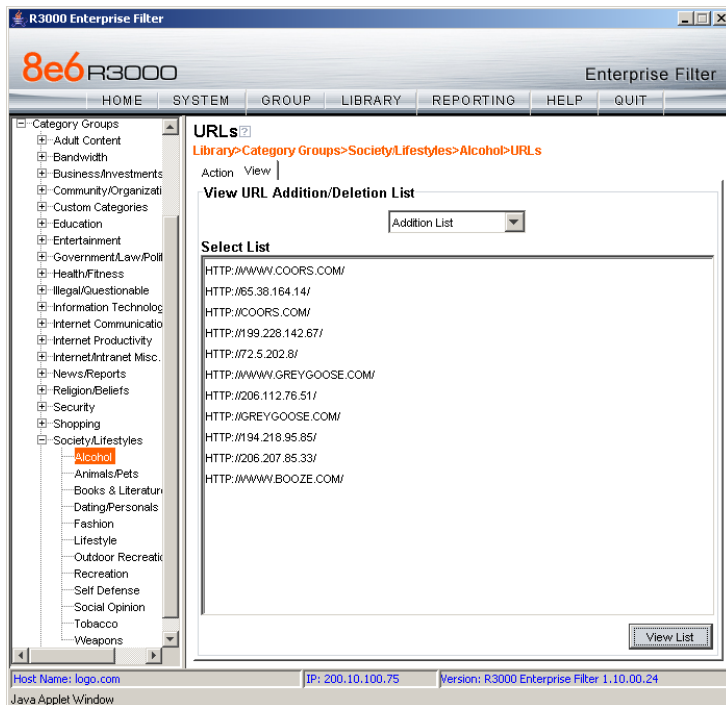 R3000 Enterprise Filter
8e6 R3000
Enterprise Filter
HOME SYSTEM GROUP LIBRARY REPORTING HELP QUIT
Category Groups
Adult Content
Bandwidth
Business/Investments
Community/Organizati
Custom Categories
Education
Entertainment
Government/Law/Polit
Health/Fitness
Illegal/Questionable
Information Technolog
Internet Communicatio
Internet Productivity
Internet/Intranet Misc.
News/Reports
Religion/Beliefs
Security
Shopping
Society/Lifestyles
Alcohol
Animals/Pets
Books & Literature
Dating/Personals
Fashion
Lifestyle
Outdoor Recreatio
Recreation
Self Defense
Social Opinion
Tobacco
Weapons
URLs ?
Library>Category Groups>Society/Lifestyles>Alcohol>URLs
Action View
View URL Addition/Deletion List
Addition List
Select List
HTTP://WWW.COORS.COM/
HTTP://65.38.164.14/
HTTP://COORS.COM/
HTTP://199.228.142.67/
HTTP://72.5.202.8/
HTTP://WWW.GREYGOOSE.COM/
HTTP://206.112.76.51/
HTTP://GREYGOOSE.COM/
HTTP://194.218.95.85/
HTTP://206.207.85.33/
HTTP://WWW.BOOZE.COM/
View List
Host Name: logo.com IP: 200.10.100.75 Version: R3000 Enterprise Filter 1.10.00.24
Java Applet Window